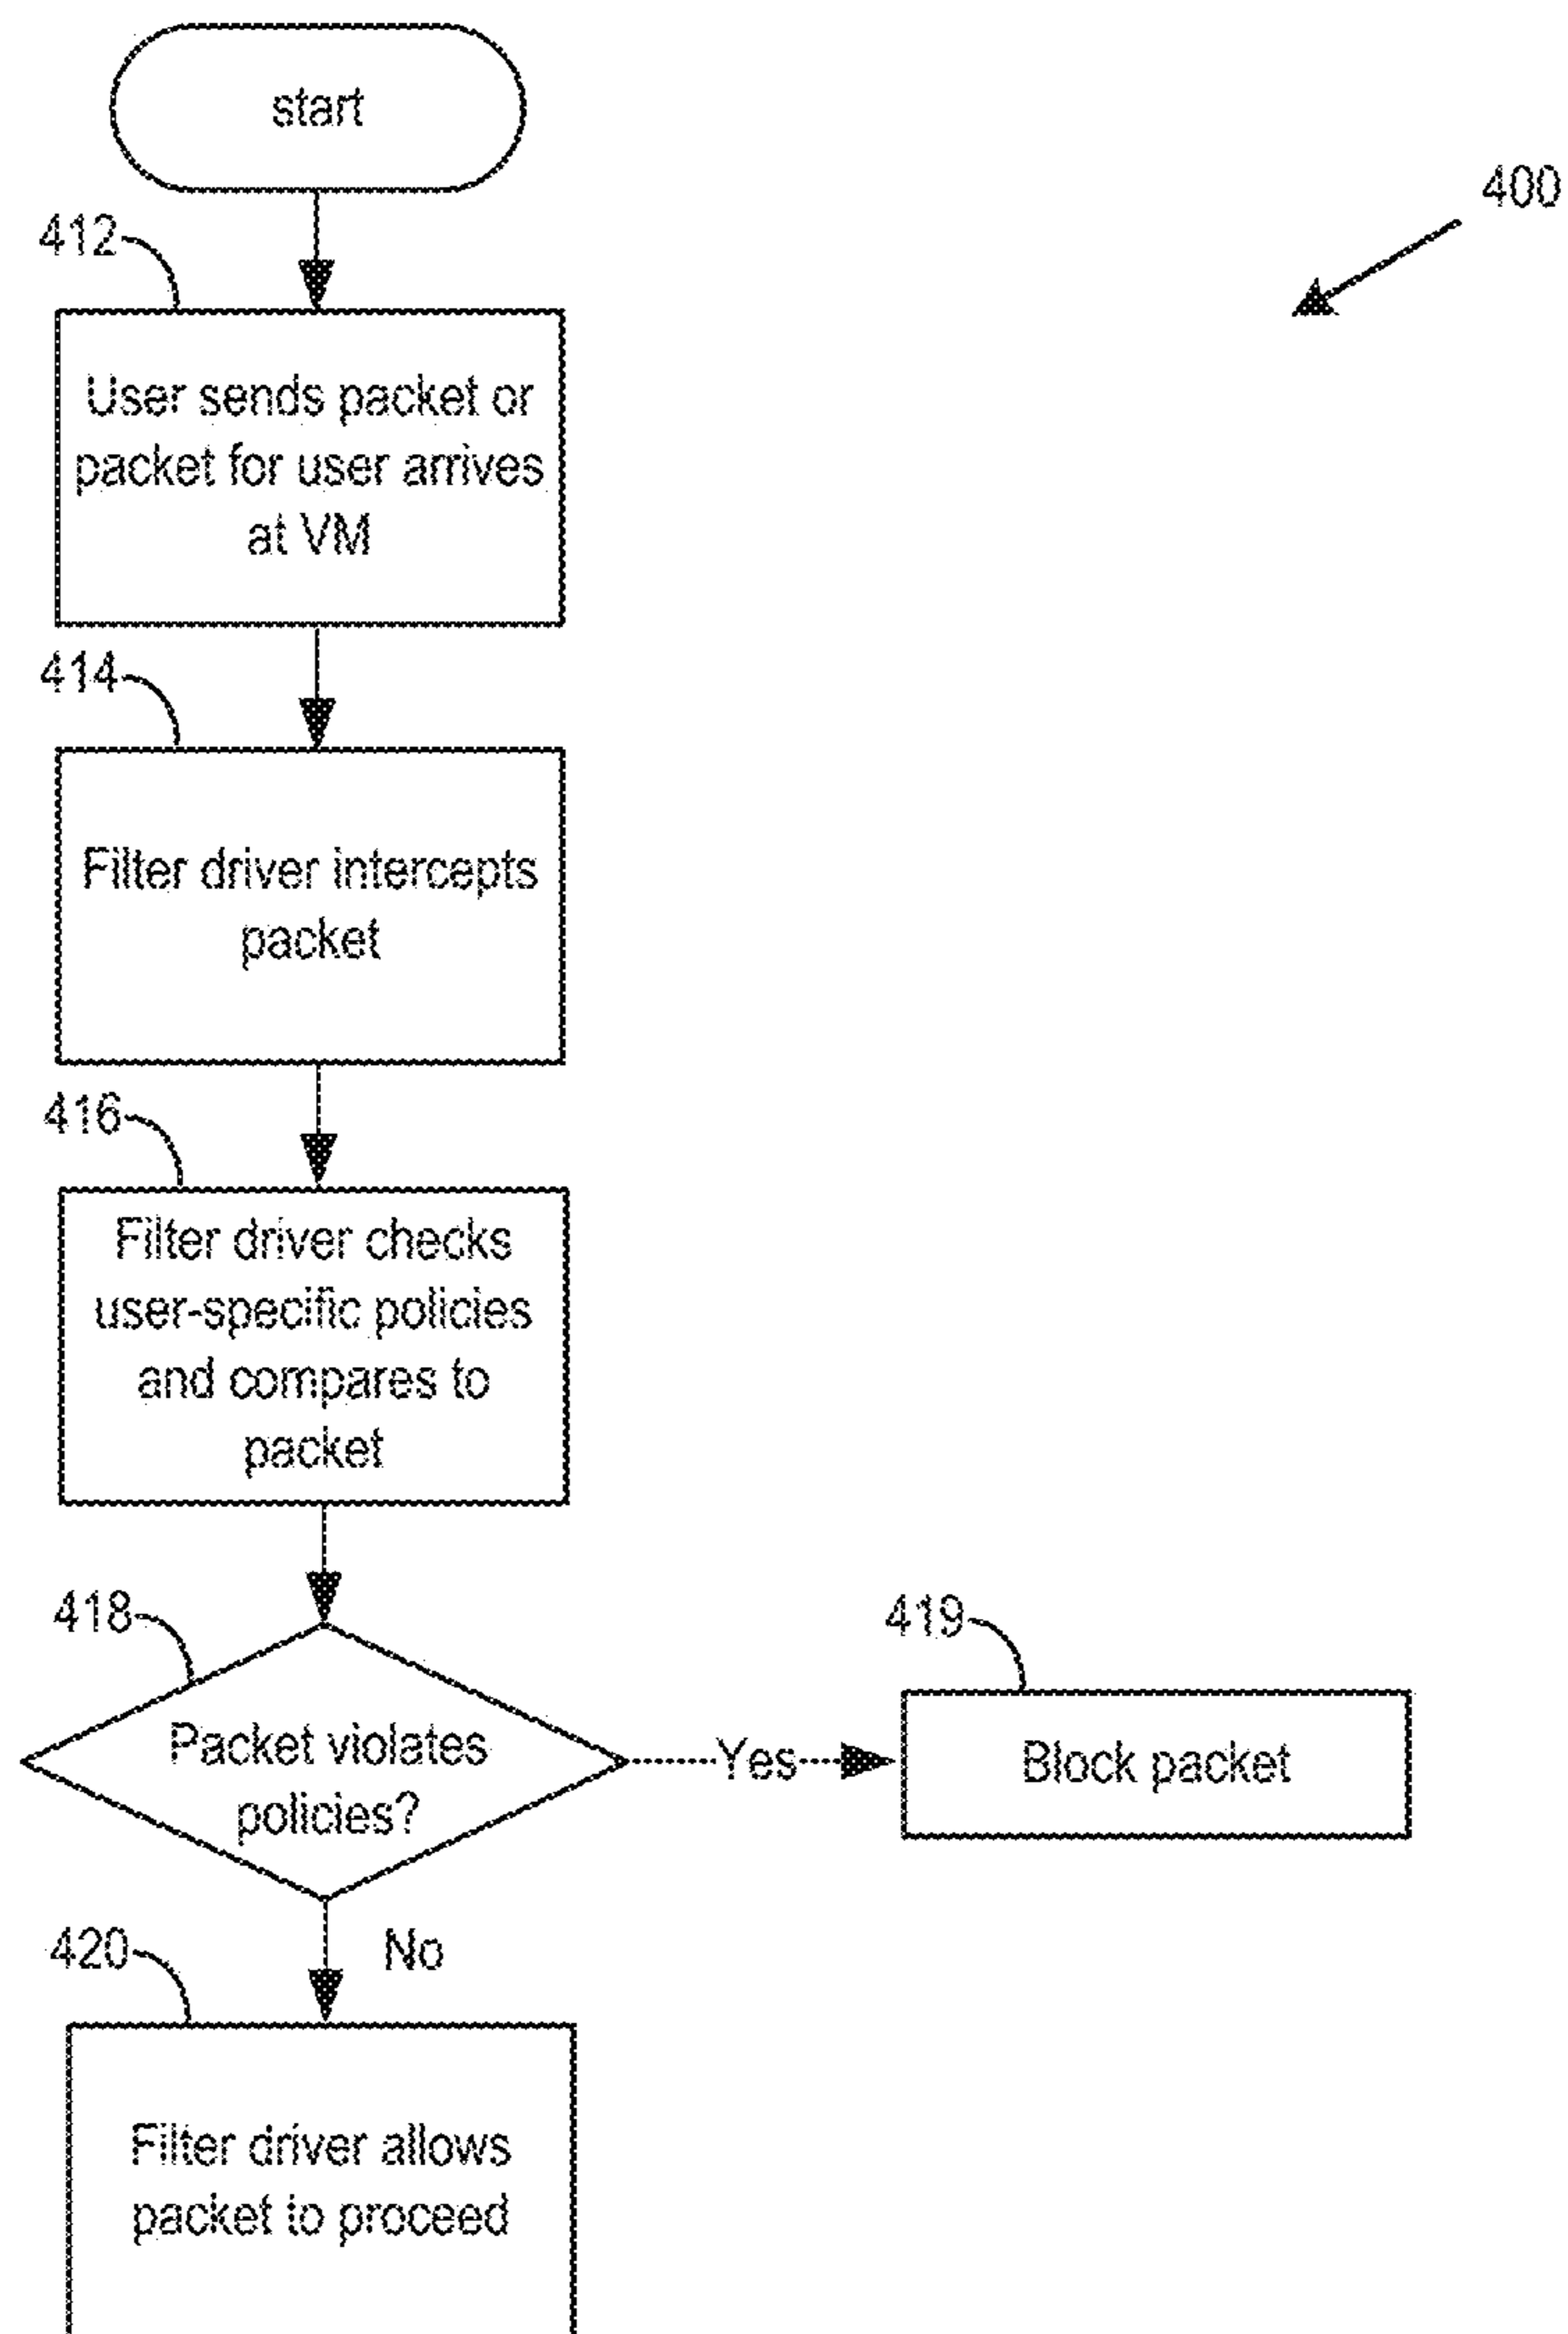 start
400
412
User sends packet or
packet for user arrives
at VM
414
Filter driver intercepts
packet
416
Filter driver checks
user-specific policies
and compares to
packet
418
Packet violates
policies?
Yes
419
Block packet
No
420
Filter driver allows
packet to proceed